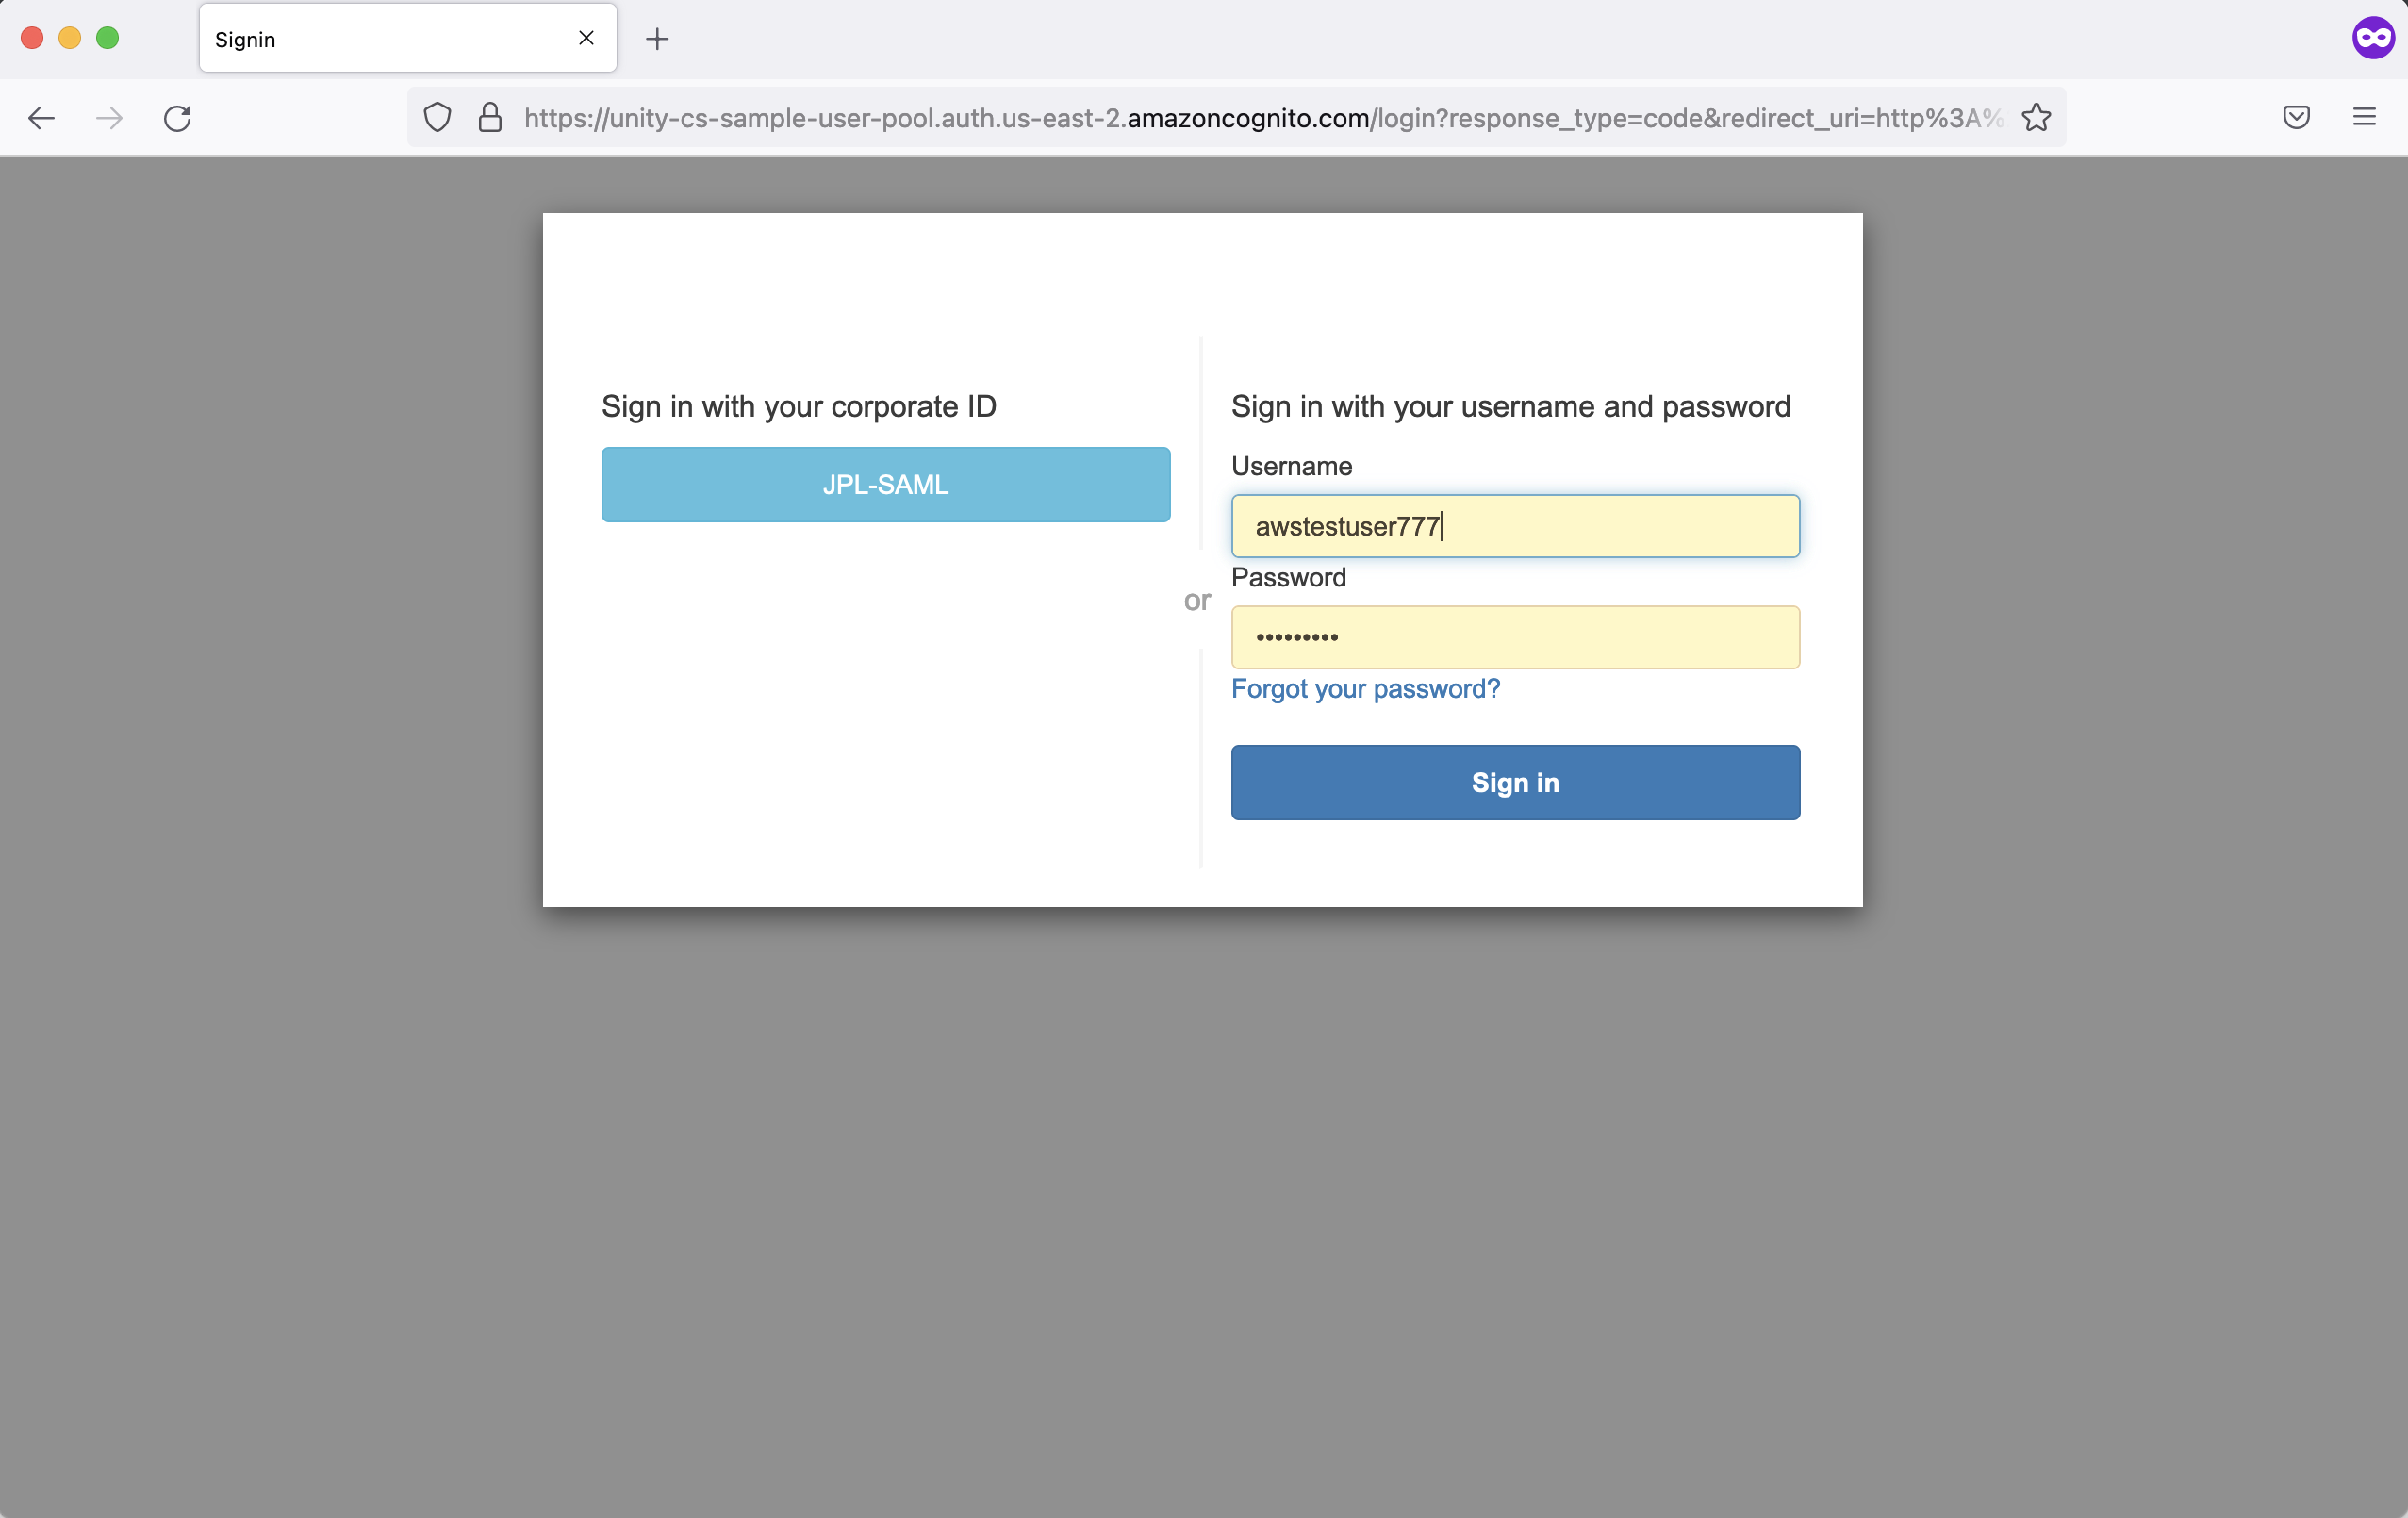 Signin
https://unity-cs-sample-user-pool.auth.us-east-2.amazoncognito.com/login?response_type=code&redirect_uri=http%3A%
Sign in with your corporate ID
JPL-SAML
or
Sign in with your username and password
Username
awstestuser777
Password
•••••••••
Forgot your password?
Sign in